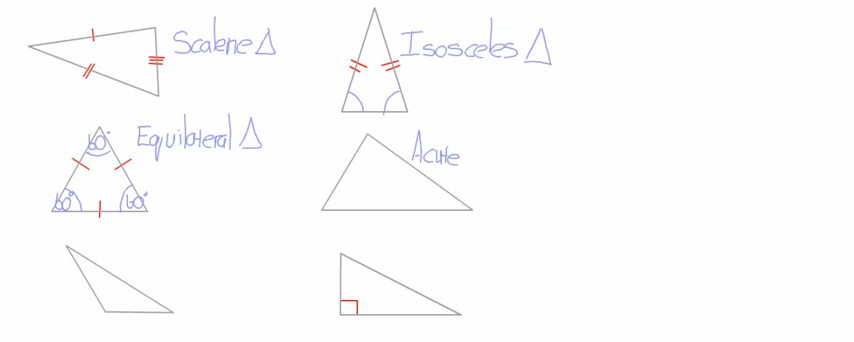 Scalene Δ
Isosceles Δ
Equilateral Δ
60°
60°
60°
Acute